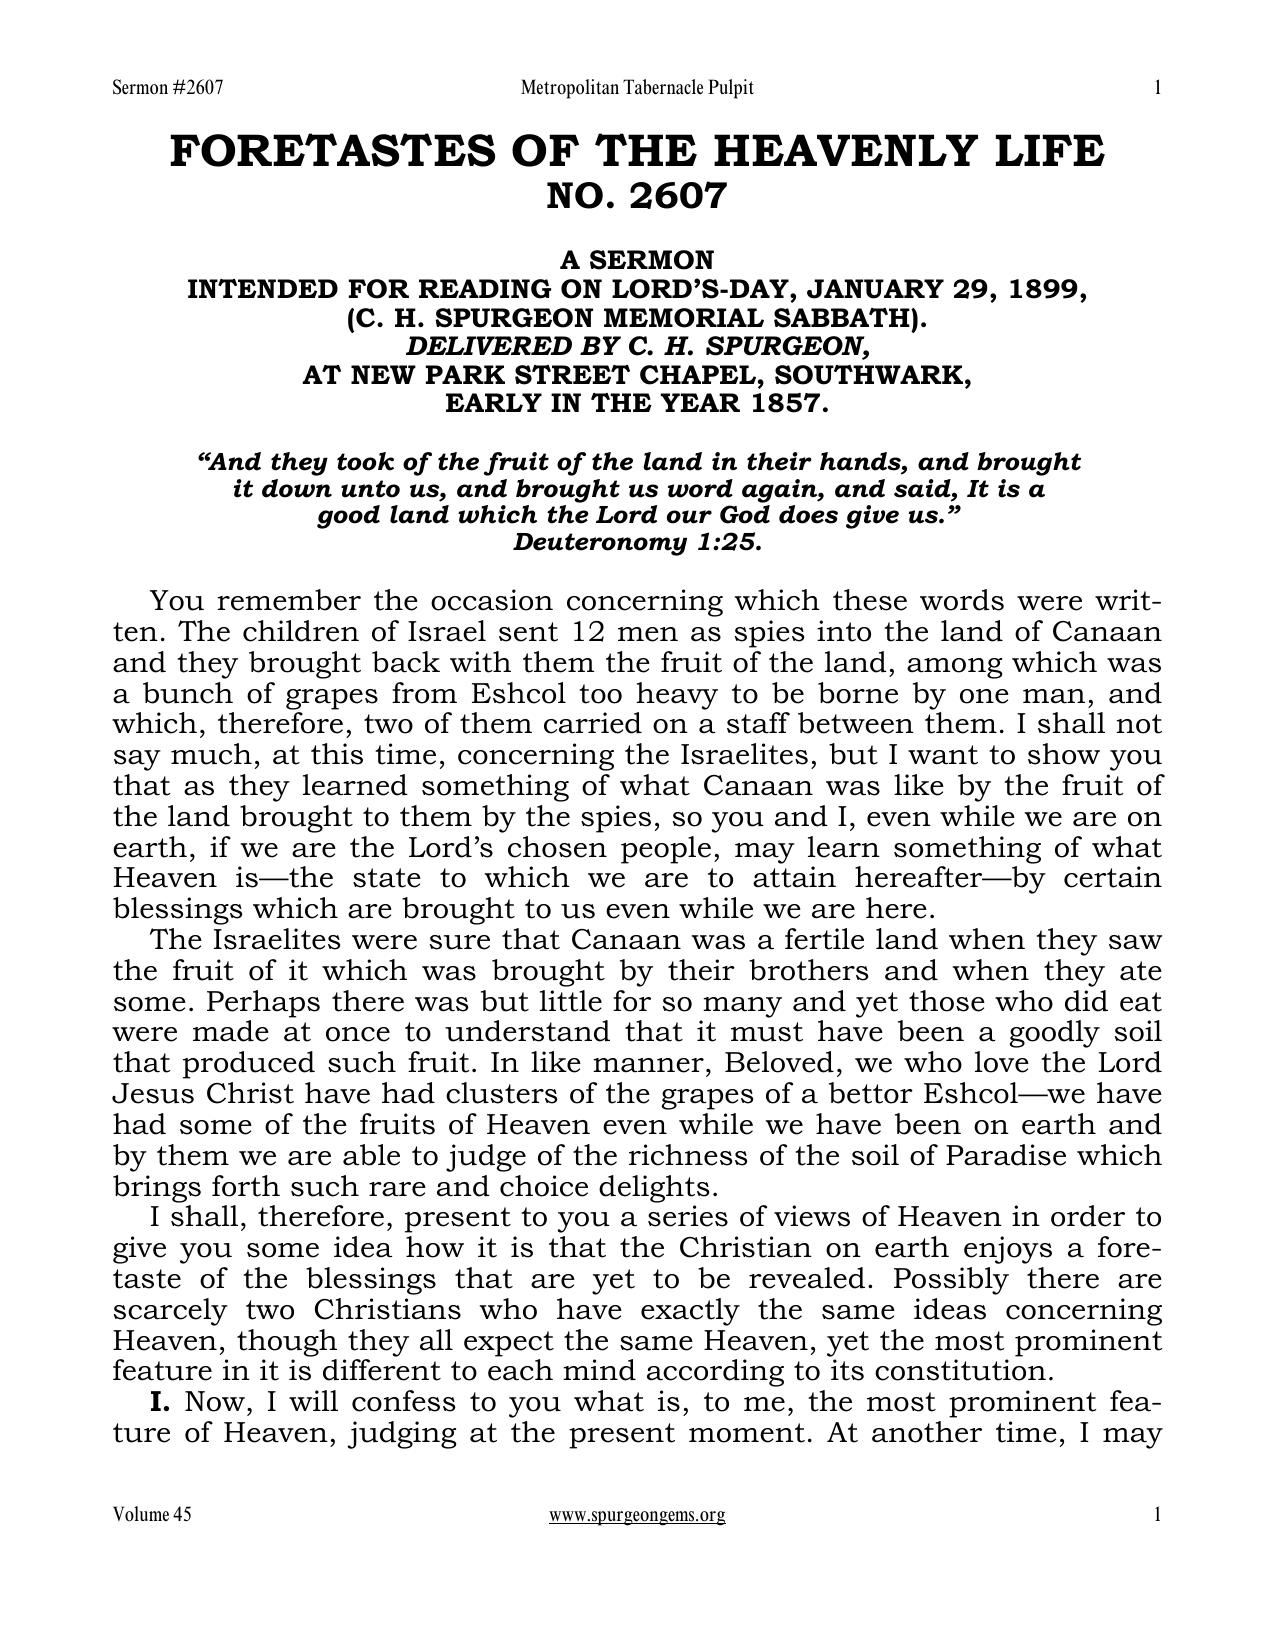 Sermon #2607 Metropolitan Tabernacle Pulpit 1
FORETASTES OF THE HEAVENLY LIFE
NO. 2607
A SERMON
INTENDED FOR READING ON LORD’S-DAY, JANUARY 29, 1899,
(C. H. SPURGEON MEMORIAL SABBATH).
DELIVERED BY C. H. SPURGEON,
AT NEW PARK STREET CHAPEL, SOUTHWARK,
EARLY IN THE YEAR 1857.
“And they took of the fruit of the land in their hands, and brought
it down unto us, and brought us word again, and said, It is a
good land which the Lord our God does give us.”
Deuteronomy 1:25.
You remember the occasion concerning which these words were writ-
ten. The children of Israel sent 12 men as spies into the land of Canaan
and they brought back with them the fruit of the land, among which was
a bunch of grapes from Eshcol too heavy to be borne by one man, and
which, therefore, two of them carried on a staff between them. I shall not
say much, at this time, concerning the Israelites, but I want to show you
that as they learned something of what Canaan was like by the fruit of
the land brought to them by the spies, so you and I, even while we are on
earth, if we are the Lord’s chosen people, may learn something of what
Heaven is—the state to which we are to attain hereafter—by certain
blessings which are brought to us even while we are here.
The Israelites were sure that Canaan was a fertile land when they saw
the fruit of it which was brought by their brothers and when they ate
some. Perhaps there was but little for so many and yet those who did eat
were made at once to understand that it must have been a goodly soil
that produced such fruit. In like manner, Beloved, we who love the Lord
Jesus Christ have had clusters of the grapes of a bettor Eshcol—we have
had some of the fruits of Heaven even while we have been on earth and
by them we are able to judge of the richness of the soil of Paradise which
brings forth such rare and choice delights.
I shall, therefore, present to you a series of views of Heaven in order to
give you some idea how it is that the Christian on earth enjoys a fore-
taste of the blessings that are yet to be revealed. Possibly there are
scarcely two Christians who have exactly the same ideas concerning
Heaven, though they all expect the same Heaven, yet the most prominent
feature in it is different to each mind according to its constitution.
I. Now, I will confess to you what is, to me, the most prominent fea-
ture of Heaven, judging at the present moment. At another time, I may
Volume 45 www.spurgeongems.org 1